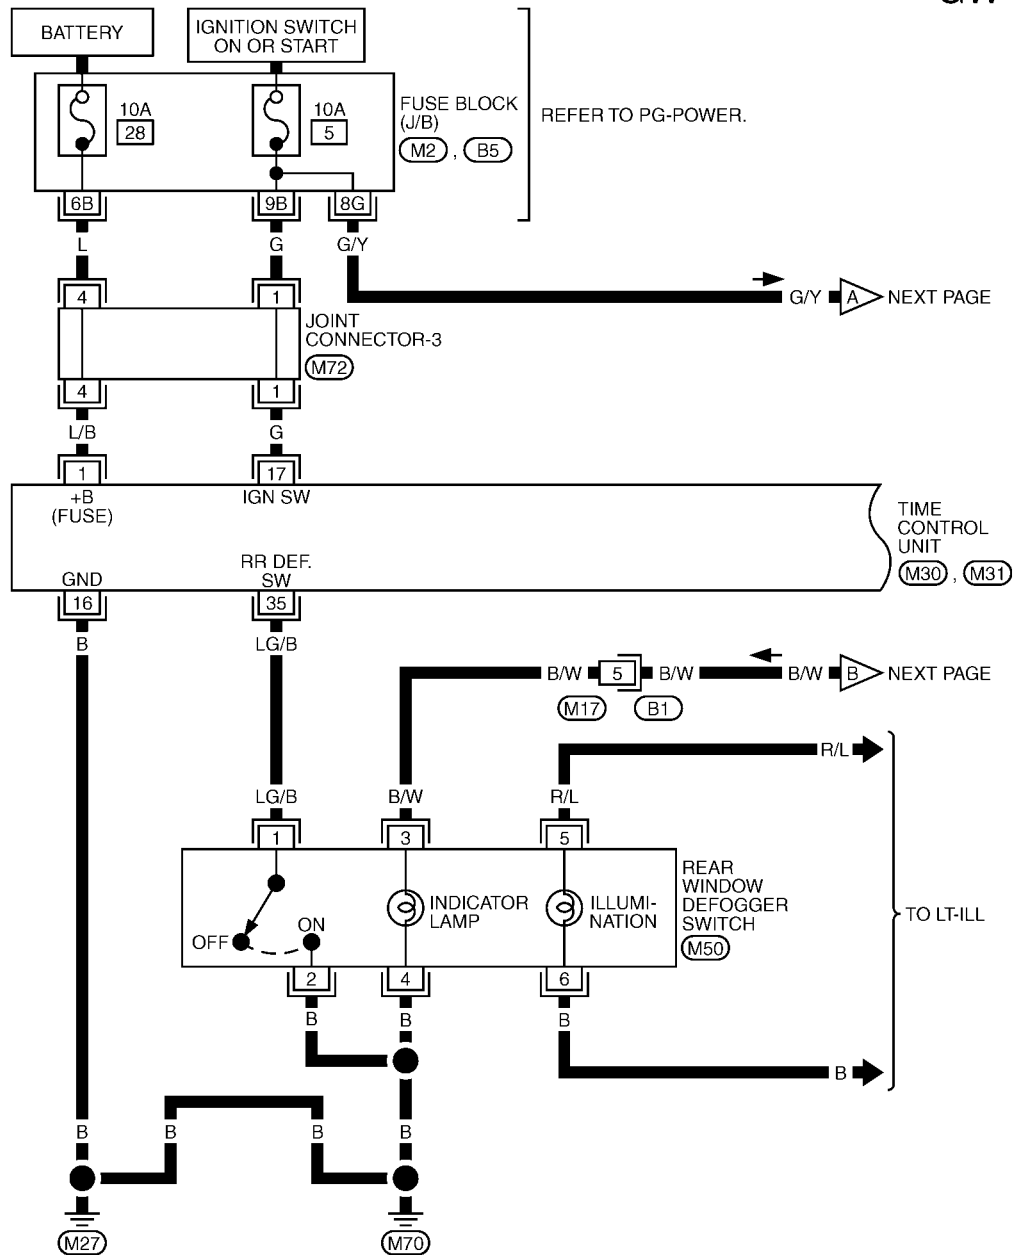 BATTERY
IGNITION SWITCH
ON OR START
10A
28
10A
5
FUSE BLOCK
(J/B)
M2 , B5
REFER TO PG-POWER.
6B
9B
8G
L
G
G/Y
G/Y
A
NEXT PAGE
4
1
JOINT
CONNECTOR-3
M72
4
1
L/B
G
1
17
+B
(FUSE)
IGN SW
TIME
CONTROL
UNIT
M30 , M31
GND
RR DEF.
SW
16
35
B
LG/B
B/W
5
B/W
B/W
B
NEXT PAGE
M17
B1
R/L
LG/B
B/W
R/L
1
3
5
REAR
WINDOW
DEFOGGER
SWITCH
M50
INDICATOR
LAMP
ILLUMI-
NATION
OFF
ON
TO LT-ILL
2
4
6
B
B
B
B
B
B
B
B
M27
M70